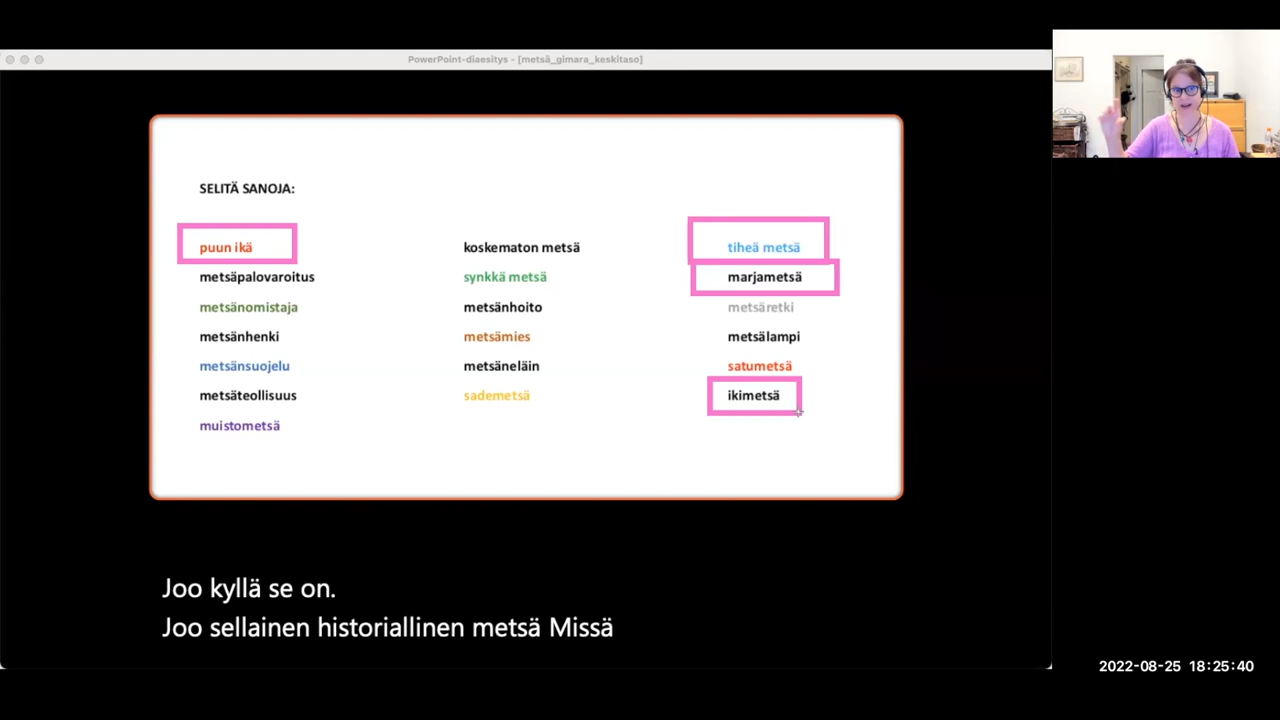 PowerPoint-diaesitys - [metsä_gimara_keskitaso]
SELITÄ SANOJA:
puun ikä
metsäpalovaroitus
metsänomistaja
metsänhenki
metsänsuojelu
metsäteollisuus
muistometsä
koskematon metsä
synkkä metsä
metsänhoito
metsämies
metsäneläin
sademetsä
tiheä metsä
marjametsä
metsäretki
metsälampi
satumetsä
ikimetsä
Joo kyllä se on.
Joo sellainen historiallinen metsä Missä
2022-08-25 18:25:40